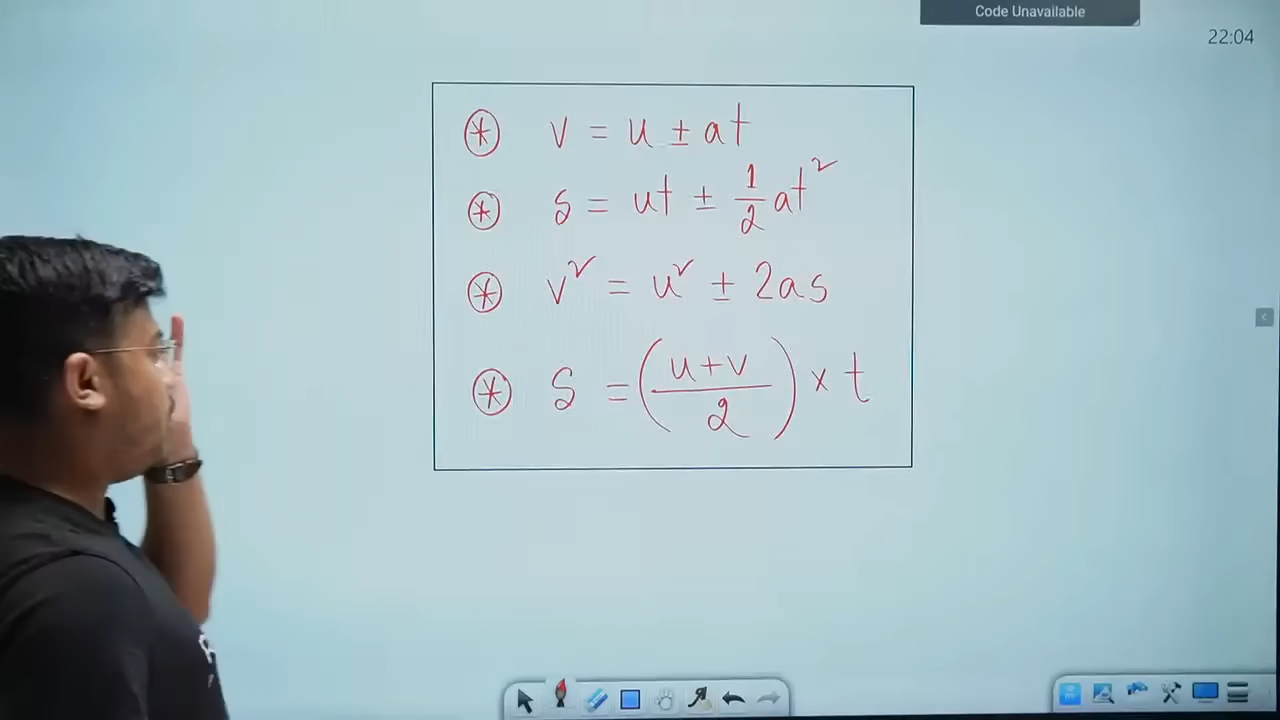 Code Unavailable
22:04
⊛ v = u ± at
⊛ s = ut ± 1/2 at²
⊛ v² = u² ± 2as
⊛ s = (u+v/2) × t